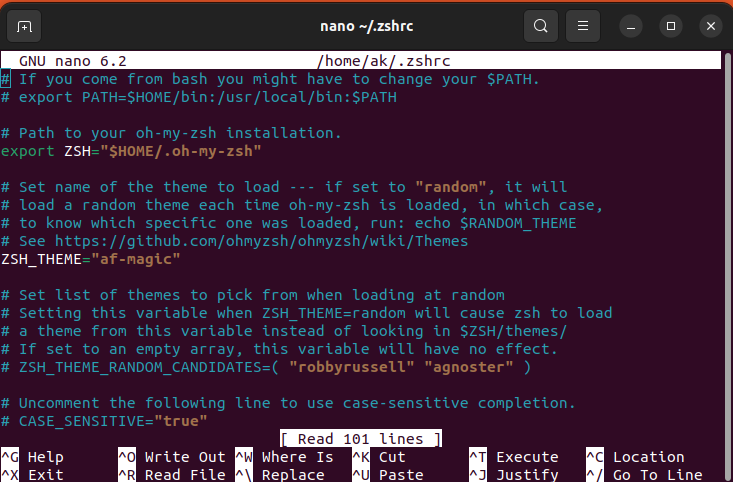 nano ~/.zshrc
GNU nano 6.2 /home/ak/.zshrc
# If you come from bash you might have to change your $PATH.
# export PATH=$HOME/bin:/usr/local/bin:$PATH
# Path to your oh-my-zsh installation.
export ZSH="$HOME/.oh-my-zsh"
# Set name of the theme to load --- if set to "random", it will
# load a random theme each time oh-my-zsh is loaded, in which case,
# to know which specific one was loaded, run: echo $RANDOM_THEME
# See https://github.com/ohmyzsh/ohmyzsh/wiki/Themes
ZSH_THEME="af-magic"
# Set list of themes to pick from when loading at random
# Setting this variable when ZSH_THEME=random will cause zsh to load
# a theme from this variable instead of looking in $ZSH/themes/
# If set to an empty array, this variable will have no effect.
# ZSH_THEME_RANDOM_CANDIDATES=( "robbyrussell" "agnoster" )
# Uncomment the following line to use case-sensitive completion.
# CASE_SENSITIVE="true"
[ Read 101 lines ]
^G Help ^O Write Out ^W Where Is ^K Cut ^T Execute ^C Location
^X Exit ^R Read File ^\ Replace ^U Paste ^J Justify ^/ Go To Line